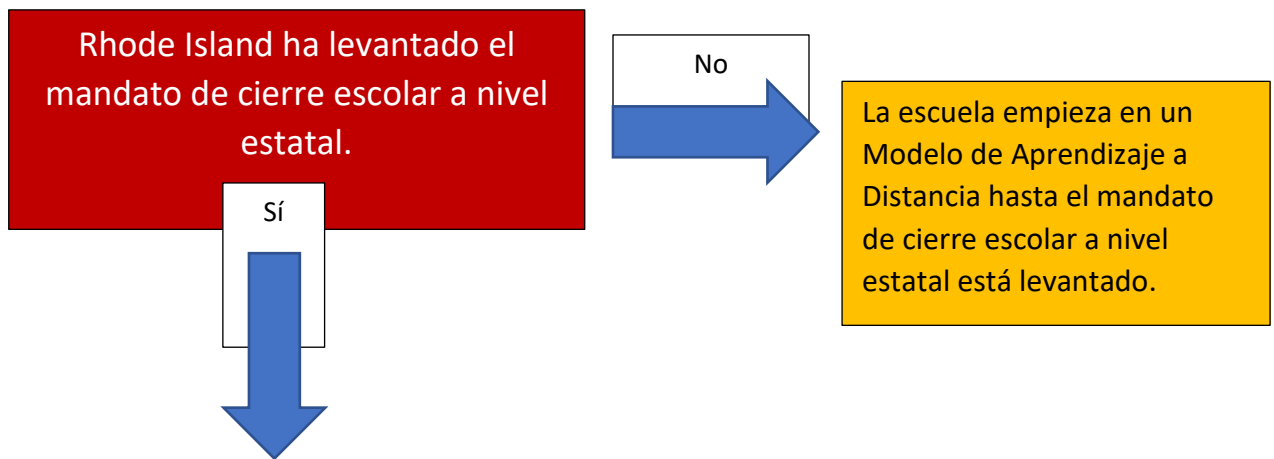 Rhode Island ha levantado el
mandato de cierre escolar a nivel
estatal.
No
La escuela empieza en un
Modelo de Aprendizaje a
Distancia hasta el mandato
de cierre escolar a nivel
estatal está levantado.
Sí